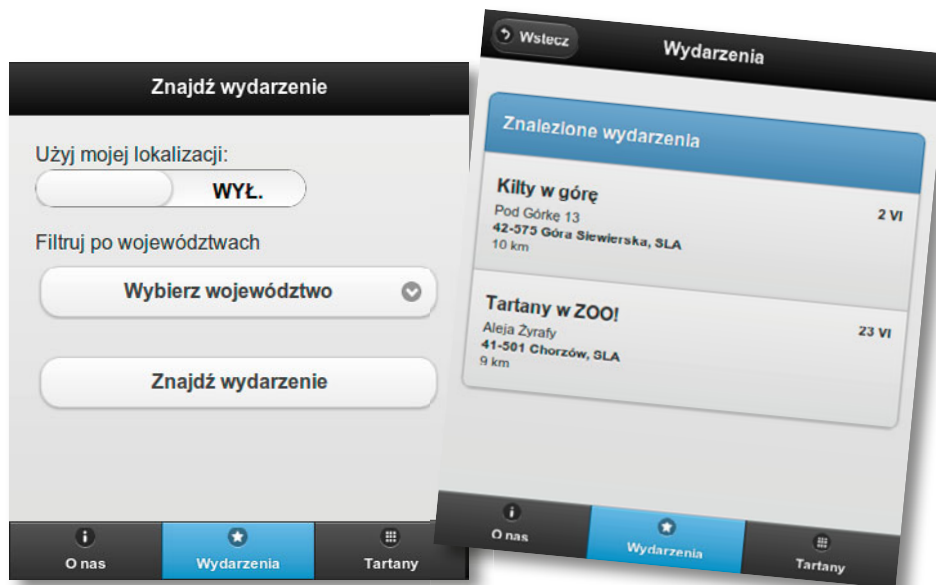 Znajdź wydarzenie
Użyj mojej lokalizacji:
WYŁ.
Filtruj po województwach
Wybierz województwo
Znajdź wydarzenie
O nas
Wydarzenia
Tartany
Wstecz
Wydarzenia
Znalezione wydarzenia
Kilty w górę
2 VI
Pod Górkę 13
42-575 Góra Siewierska, SLA
10 km
Tartany w ZOO!
23 VI
Aleja Żyrafy
41-501 Chorzów, SLA
9 km
O nas
Wydarzenia
Tartany